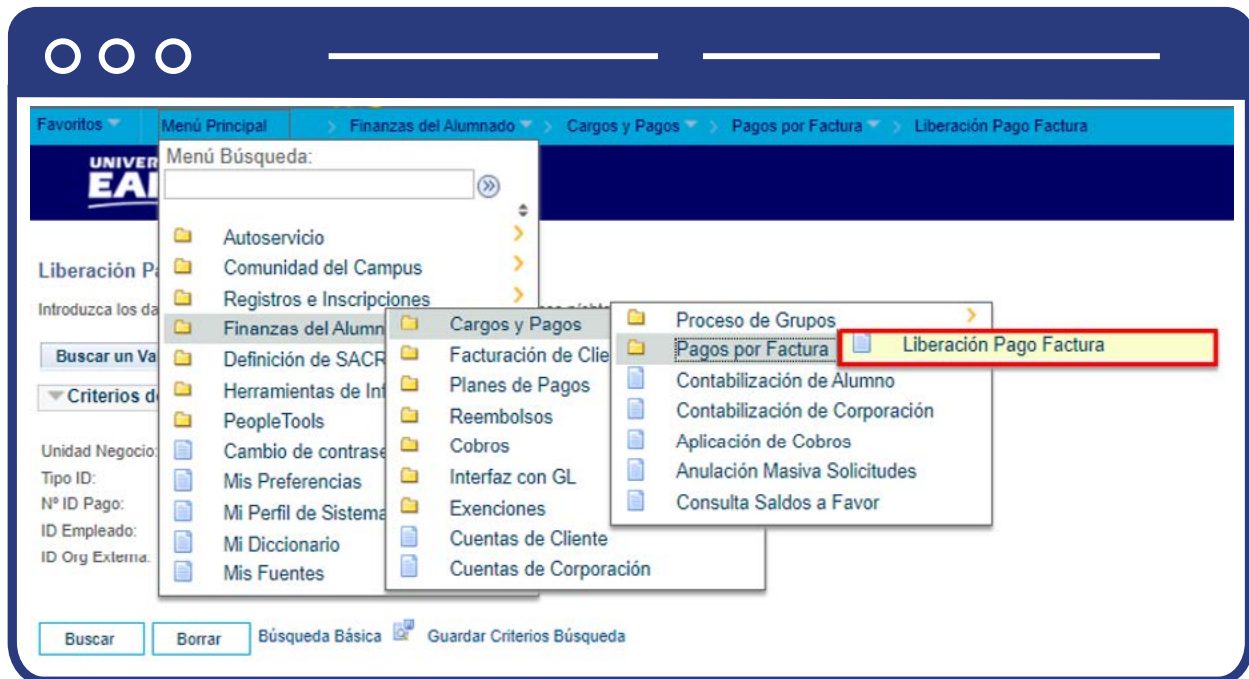 Favoritos Menú Principal > Finanzas del Alumnado > Cargos y Pagos > Pagos por Factura > Liberación Pago Factura
Menú Búsqueda:
Autoservicio
Comunidad del Campus
Registros e Inscripciones
Finanzas del Alumn
Definición de SACR
Herramientas de Inf
PeopleTools
Cambio de contrase
Mis Preferencias
Mi Perfil de Sistema
Mi Diccionario
Mis Fuentes
Cargos y Pagos
Facturación de Clie
Planes de Pagos
Reembolsos
Cobros
Interfaz con GL
Exenciones
Cuentas de Cliente
Cuentas de Corporación
Proceso de Grupos
Pagos por Factura
Contabilización de Alumno
Contabilización de Corporación
Aplicación de Cobros
Anulación Masiva Solicitudes
Consulta Saldos a Favor
Liberación Pago Factura
UNIVER
EAI
Liberación Pa
Introduzca los da
Buscar un Va
Criterios d
Unidad Negocio:
Tipo ID:
Nº ID Pago:
ID Empleado:
ID Org Externa:
Buscar Borrar Búsqueda Básica Guardar Criterios Búsqueda